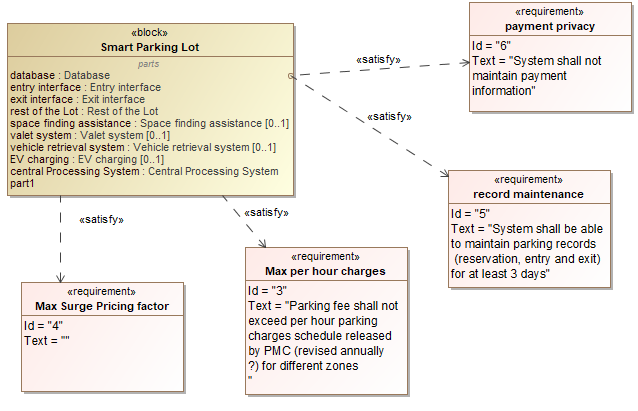 «block»
Smart Parking Lot
parts
database : Database
entry interface : Entry interface
exit interface : Exit interface
rest of the Lot : Rest of the Lot
space finding assistance : Space finding assistance [0..1]
valet system : Valet system [0..1]
vehicle retrieval system : Vehicle retrieval system [0..1]
EV charging : EV charging [0..1]
central Processing System : Central Processing System
part1
«satisfy»
«requirement»
payment privacy
Id = "6"
Text = "System shall not
maintain payment
information"
«satisfy»
«requirement»
record maintenance
Id = "5"
Text = "System shall be able
to maintain parking records
(reservation, entry and exit)
for at least 3 days"
«satisfy»
«requirement»
Max Surge Pricing factor
Id = "4"
Text = ""
«satisfy»
«requirement»
Max per hour charges
Id = "3"
Text = "Parking fee shall not
exceed per hour parking
charges schedule released
by PMC (revised annually
?) for different zones
"